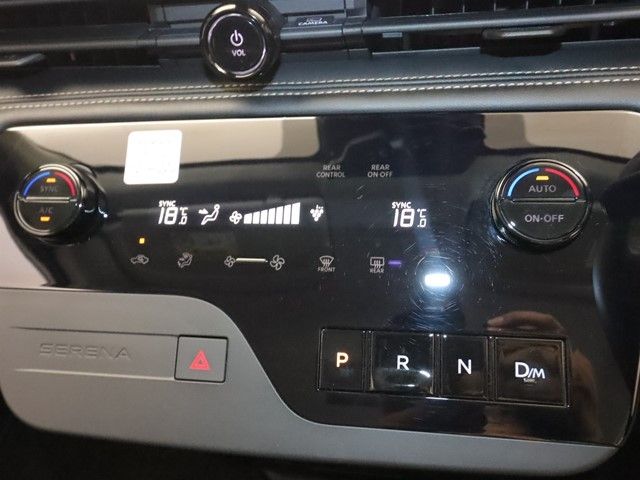 VOL
CAMERA
REAR CONTROL
REAR ON·OFF
SYNC
A/C
SYNC
18°C.0
SYNC
18°C.0
AUTO
ON·OFF
FRONT
REAR
SERENA
P
R
N
D/M